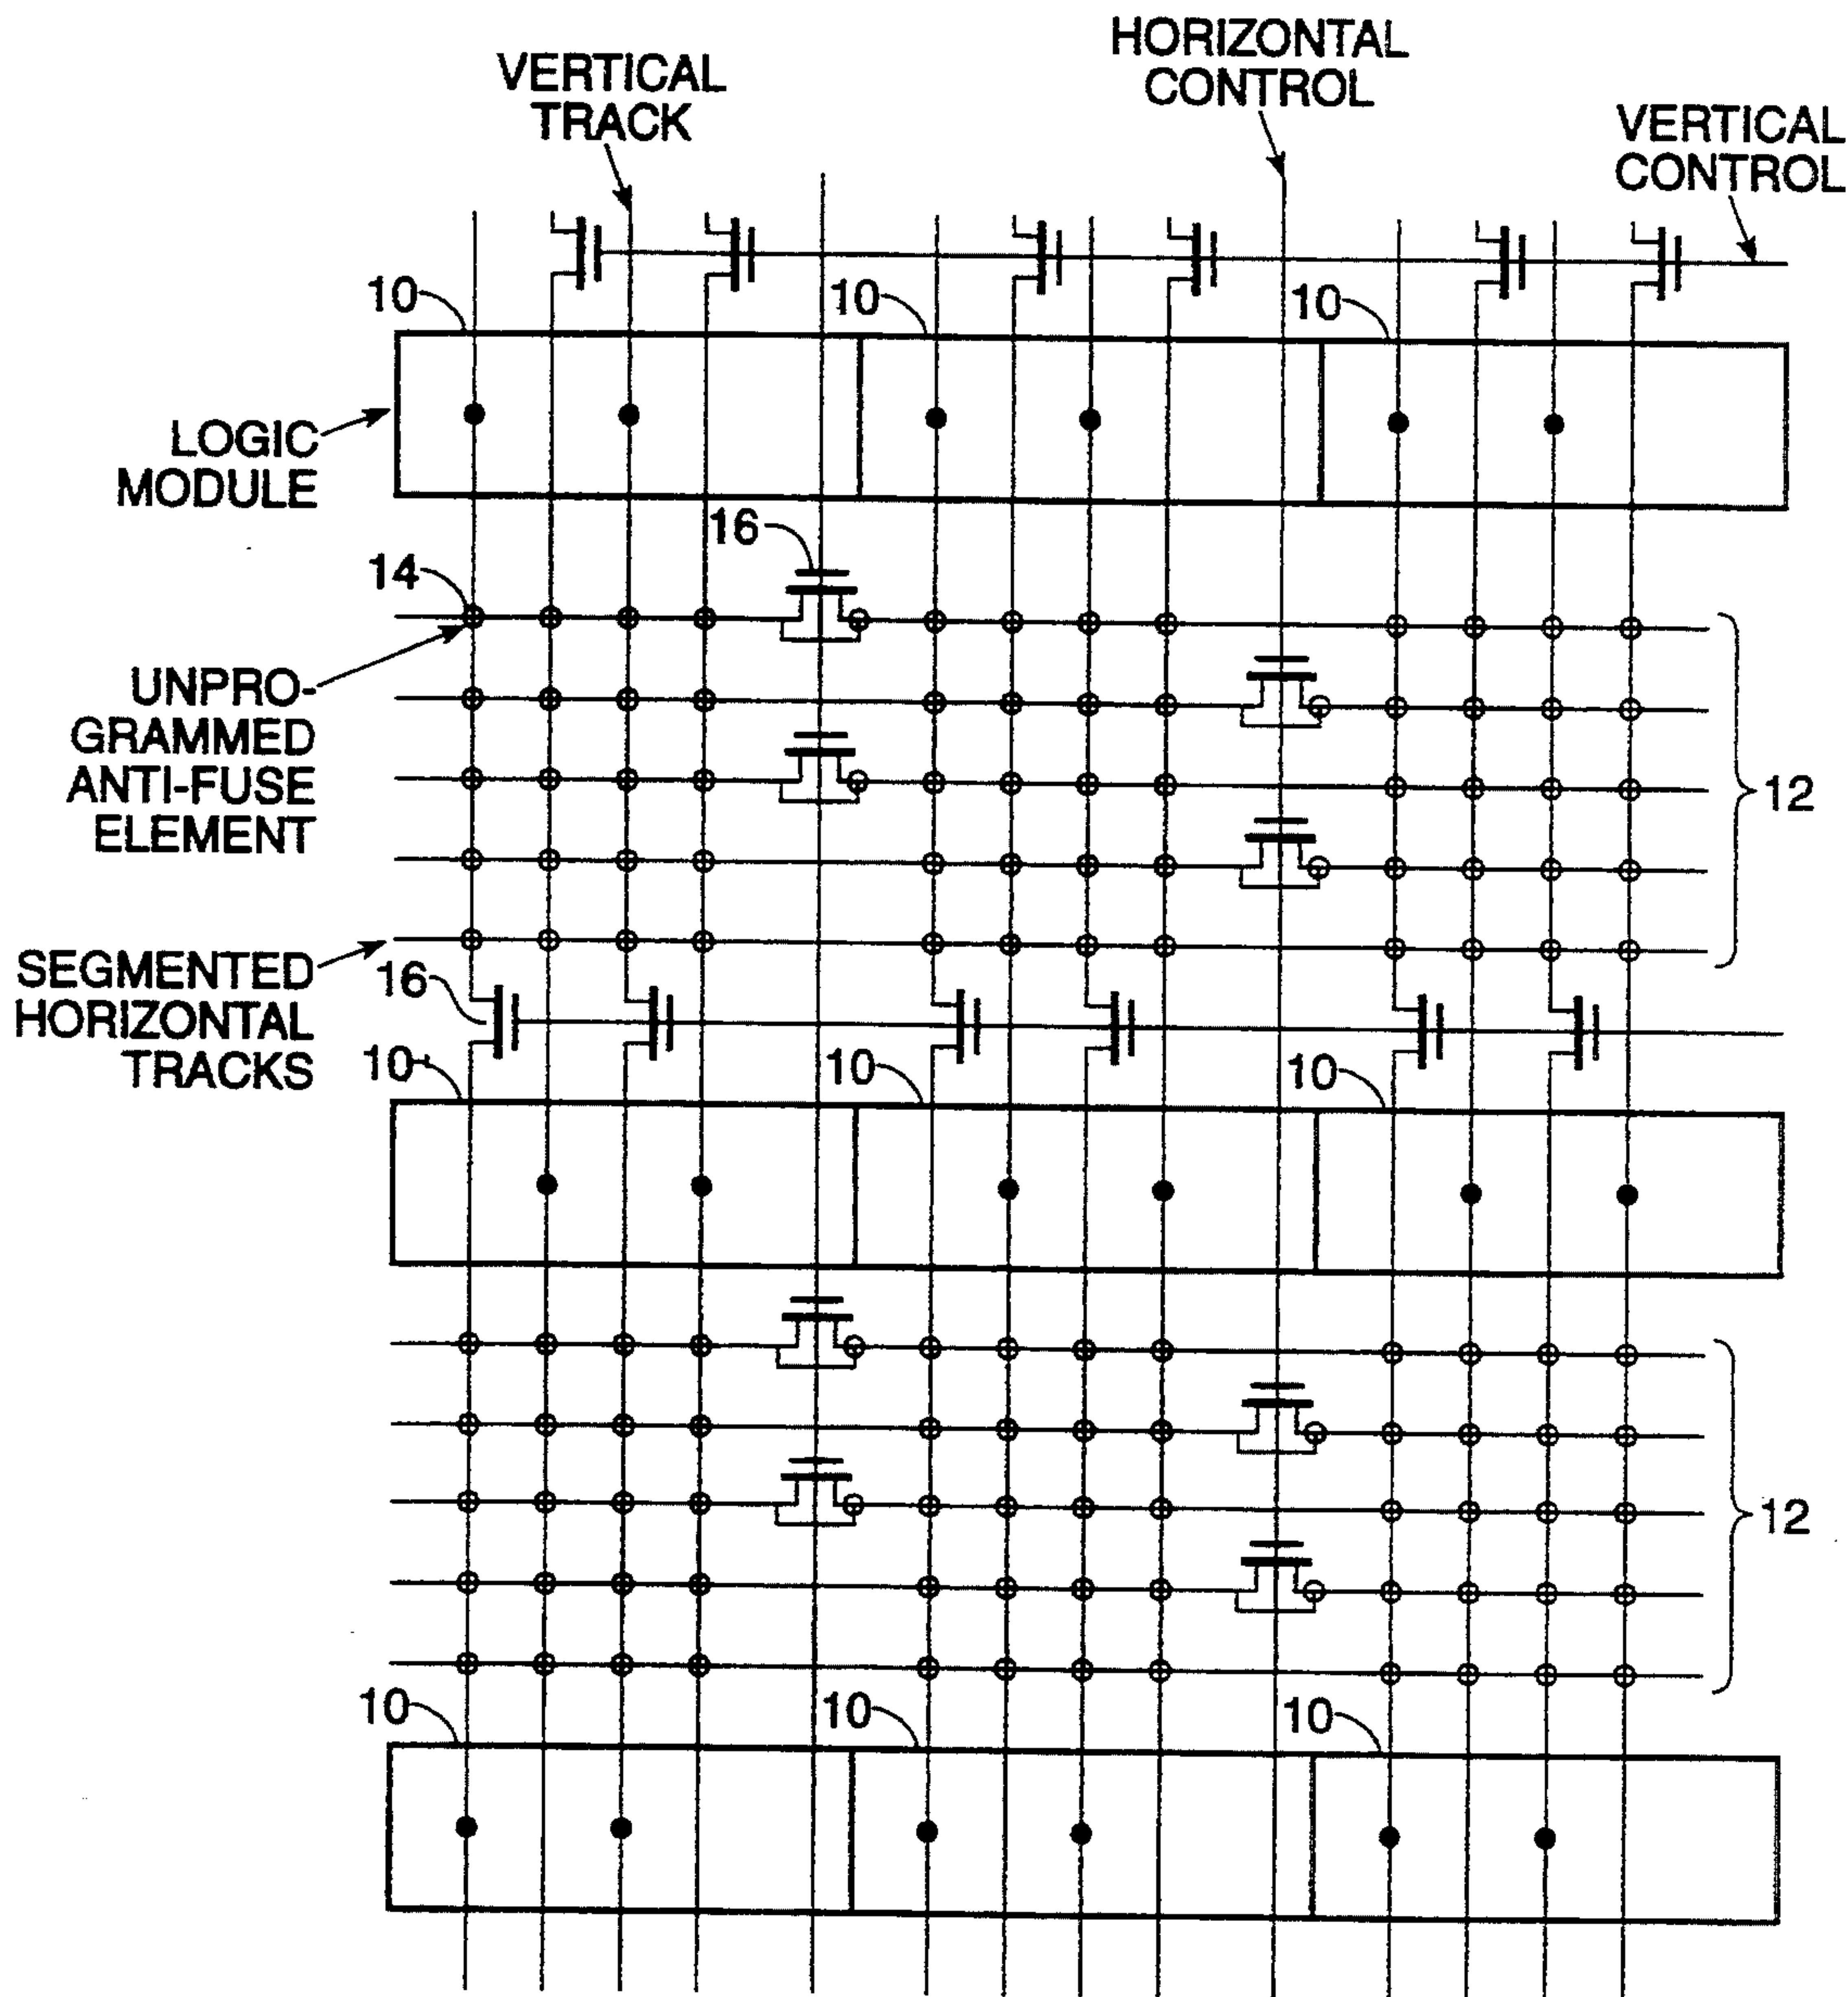 HORIZONTAL
CONTROL
VERTICAL
TRACK
VERTICAL
CONTROL
10
10
10
LOGIC
MODULE
16
14
UNPRO-
GRAMMED
ANTI-FUSE
ELEMENT
12
SEGMENTED
HORIZONTAL
TRACKS
16
10
10
10
12
10
10
10